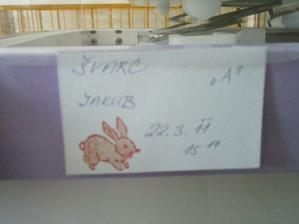 ŠVARC „A"
JAKUB
22.3. 11
15 11